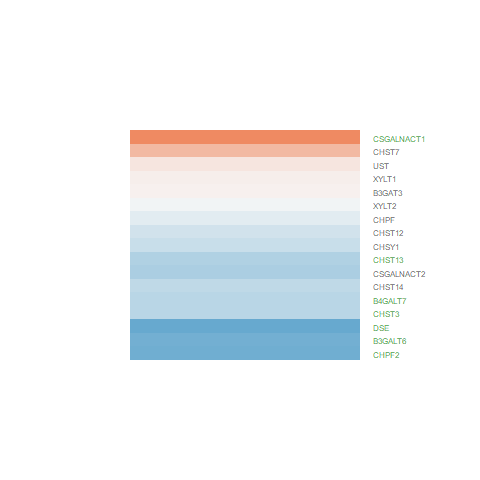 CSGALNACT1
CHST7
UST
XYLT1
B3GAT3
XYLT2
CHPF
CHST12
CHSY1
CHST13
CSGALNACT2
CHST14
B4GALT7
CHST3
DSE
B3GALT6
CHPF2